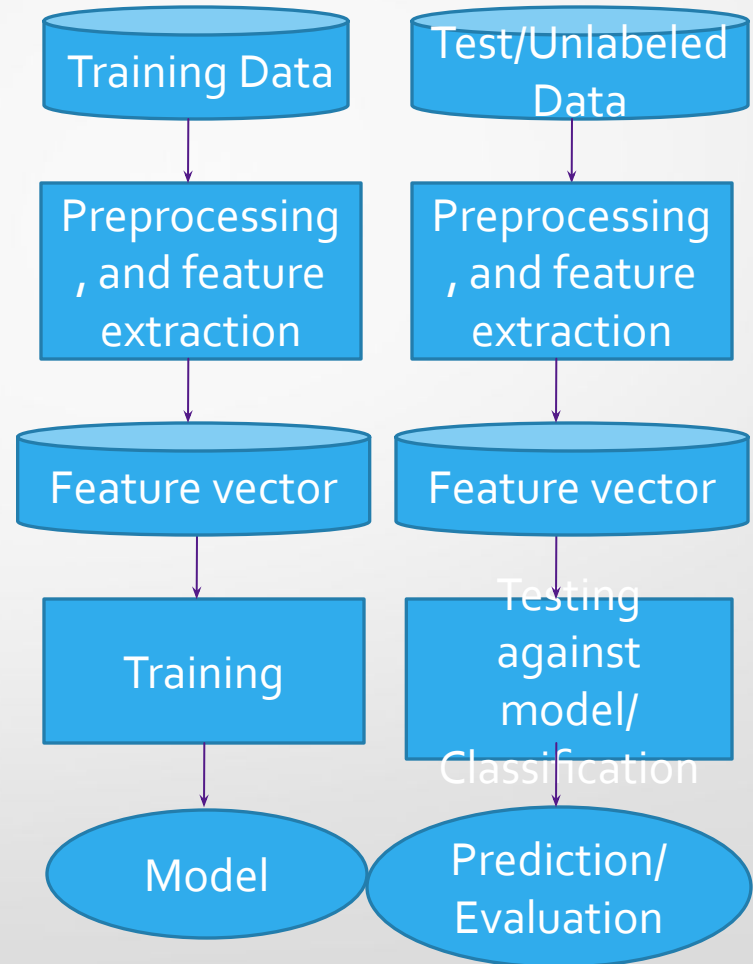 Training Data
Preprocessing
, and feature
extraction
Feature vector
Training
Model
Test/Unlabeled
Data
Preprocessing
, and feature
extraction
Feature vector
Testing
against
model/
Classification
Prediction/
Evaluation